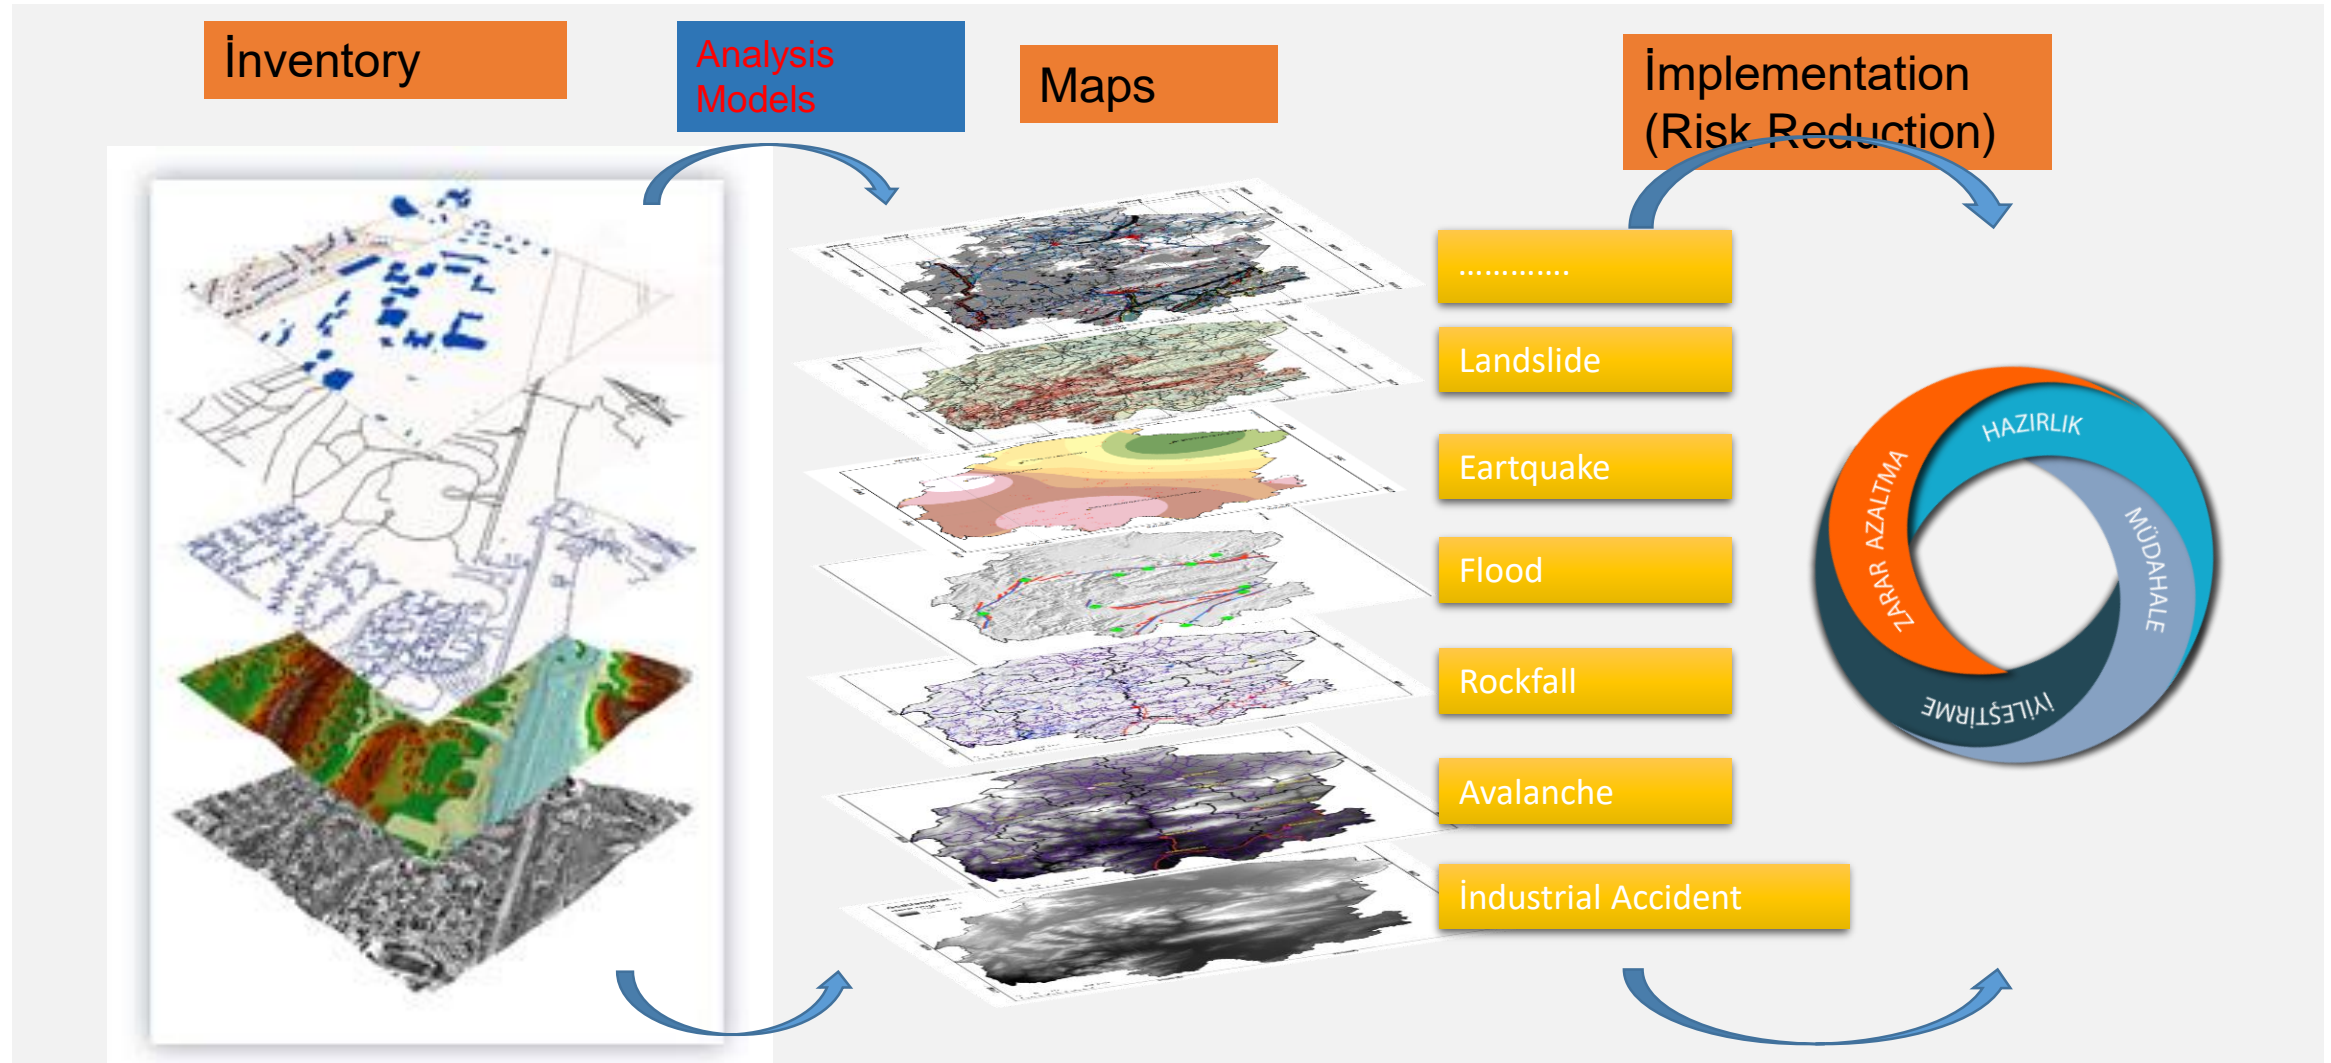 İnventory
Analysis
Models
Maps
İmplementation
(Risk Reduction)
.............
Landslide
Eartquake
Flood
Rockfall
Avalanche
İndustrial Accident
HAZIRLIK
MÜDAHALE
İYİLEŞTİRME
ZARAR AZALTMA